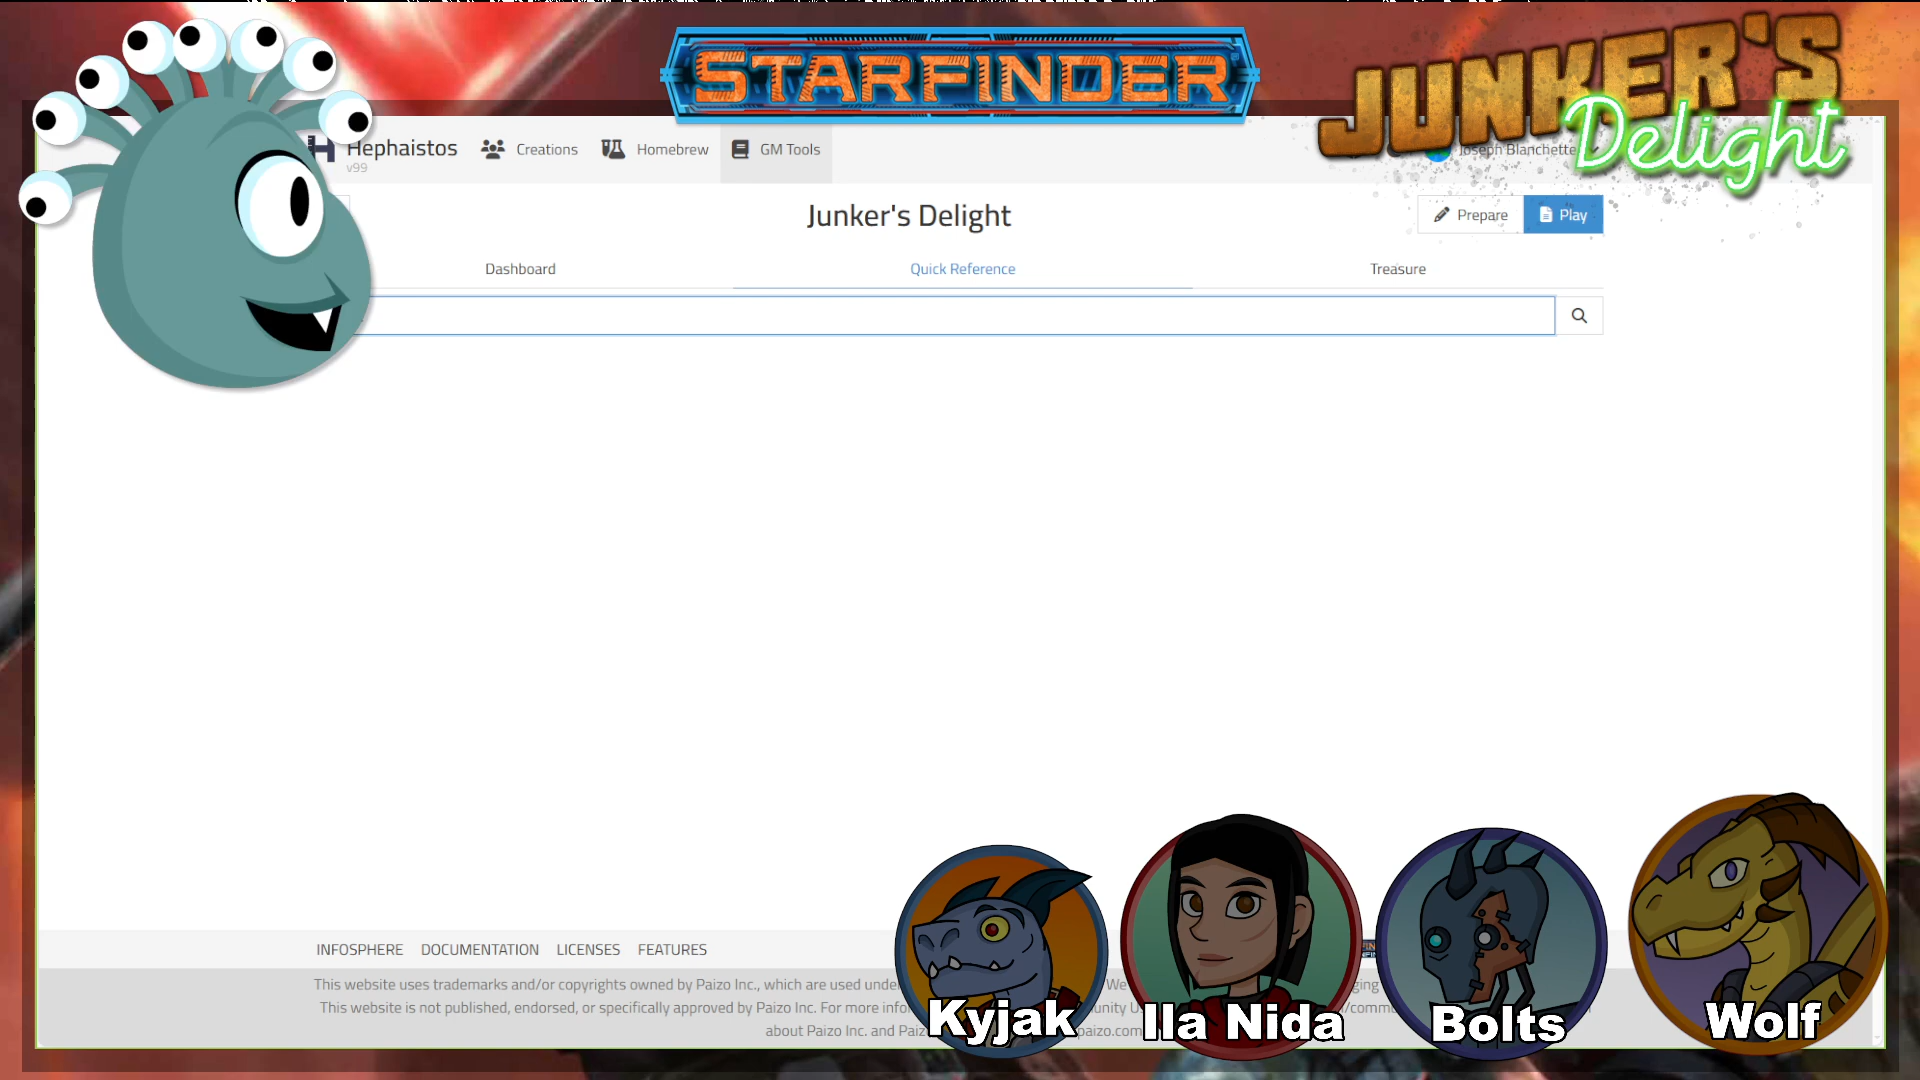 STARFINDER
JUNKER'S
Delight
Hephaistos
v99
Creations
Homebrew
GM Tools
Joseph Blanchette
Junker's Delight
Prepare
Play
Dashboard
Quick Reference
Treasure
INFOSPHERE
DOCUMENTATION
LICENSES
FEATURES
This website uses trademarks and/or copyrights owned by Paizo Inc., which are used under We
This website is not published, endorsed, or specifically approved by Paizo Inc. For more
about Paizo Inc. and paizo.com
Kyjak
Ila Nida
Bolts
Wolf